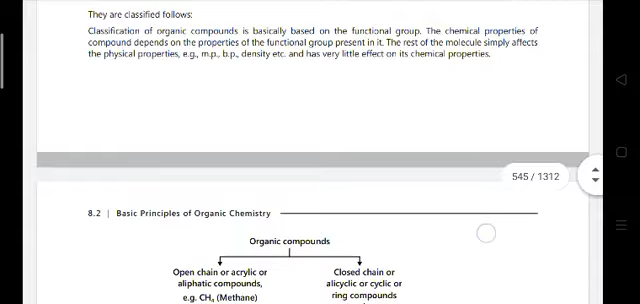 They are classified follows:
Classification of organic compounds is basically based on the functional group. The chemical properties of
compound depends on the properties of the functional group present in it. The rest of the molecule simply affects
the physical properties, e.g., m.p., b.p., density etc. and has very little effect on its chemical properties.
545 / 1312
8.2 | Basic Principles of Organic Chemistry
Organic compounds
Open chain or acrylic or
aliphatic compounds,
e.g. CH₄ (Methane)
Closed chain or
alicyclic or cyclic or
ring compounds